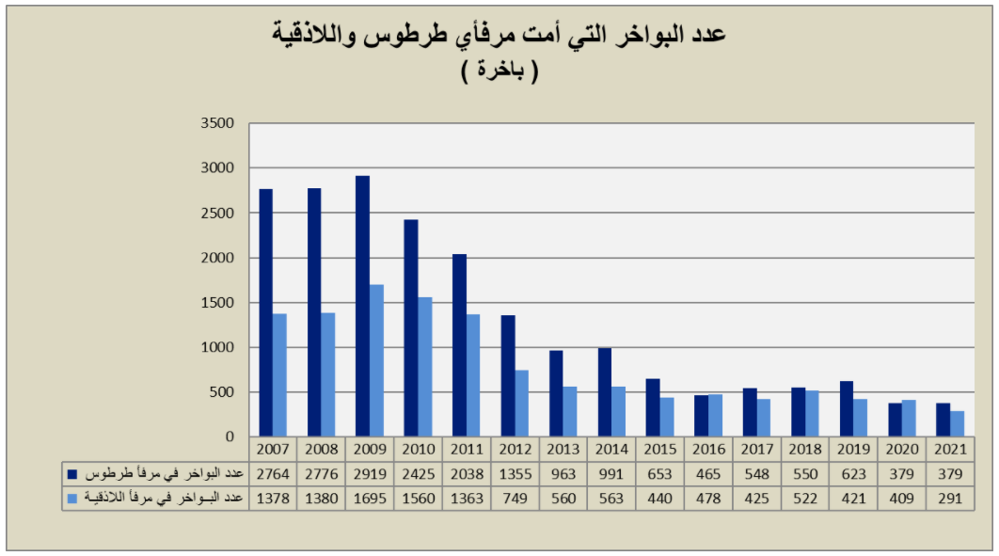 عدد البواخر التي أمت مرفأي طرطوس واللاذقية
( باخرة )
3500
3000
2500
2000
1500
1000
500
0
2007 2008 2009 2010 2011 2012 2013 2014 2015 2016 2017 2018 2019 2020 2021
عدد البواخر في مرفأ طرطوس 2764 2776 2919 2425 2038 1355 963 991 653 465 548 550 623 379 379
عدد البــواخر في مرفأ اللاذقيـة 1378 1380 1695 1560 1363 749 560 563 440 478 425 522 421 409 291